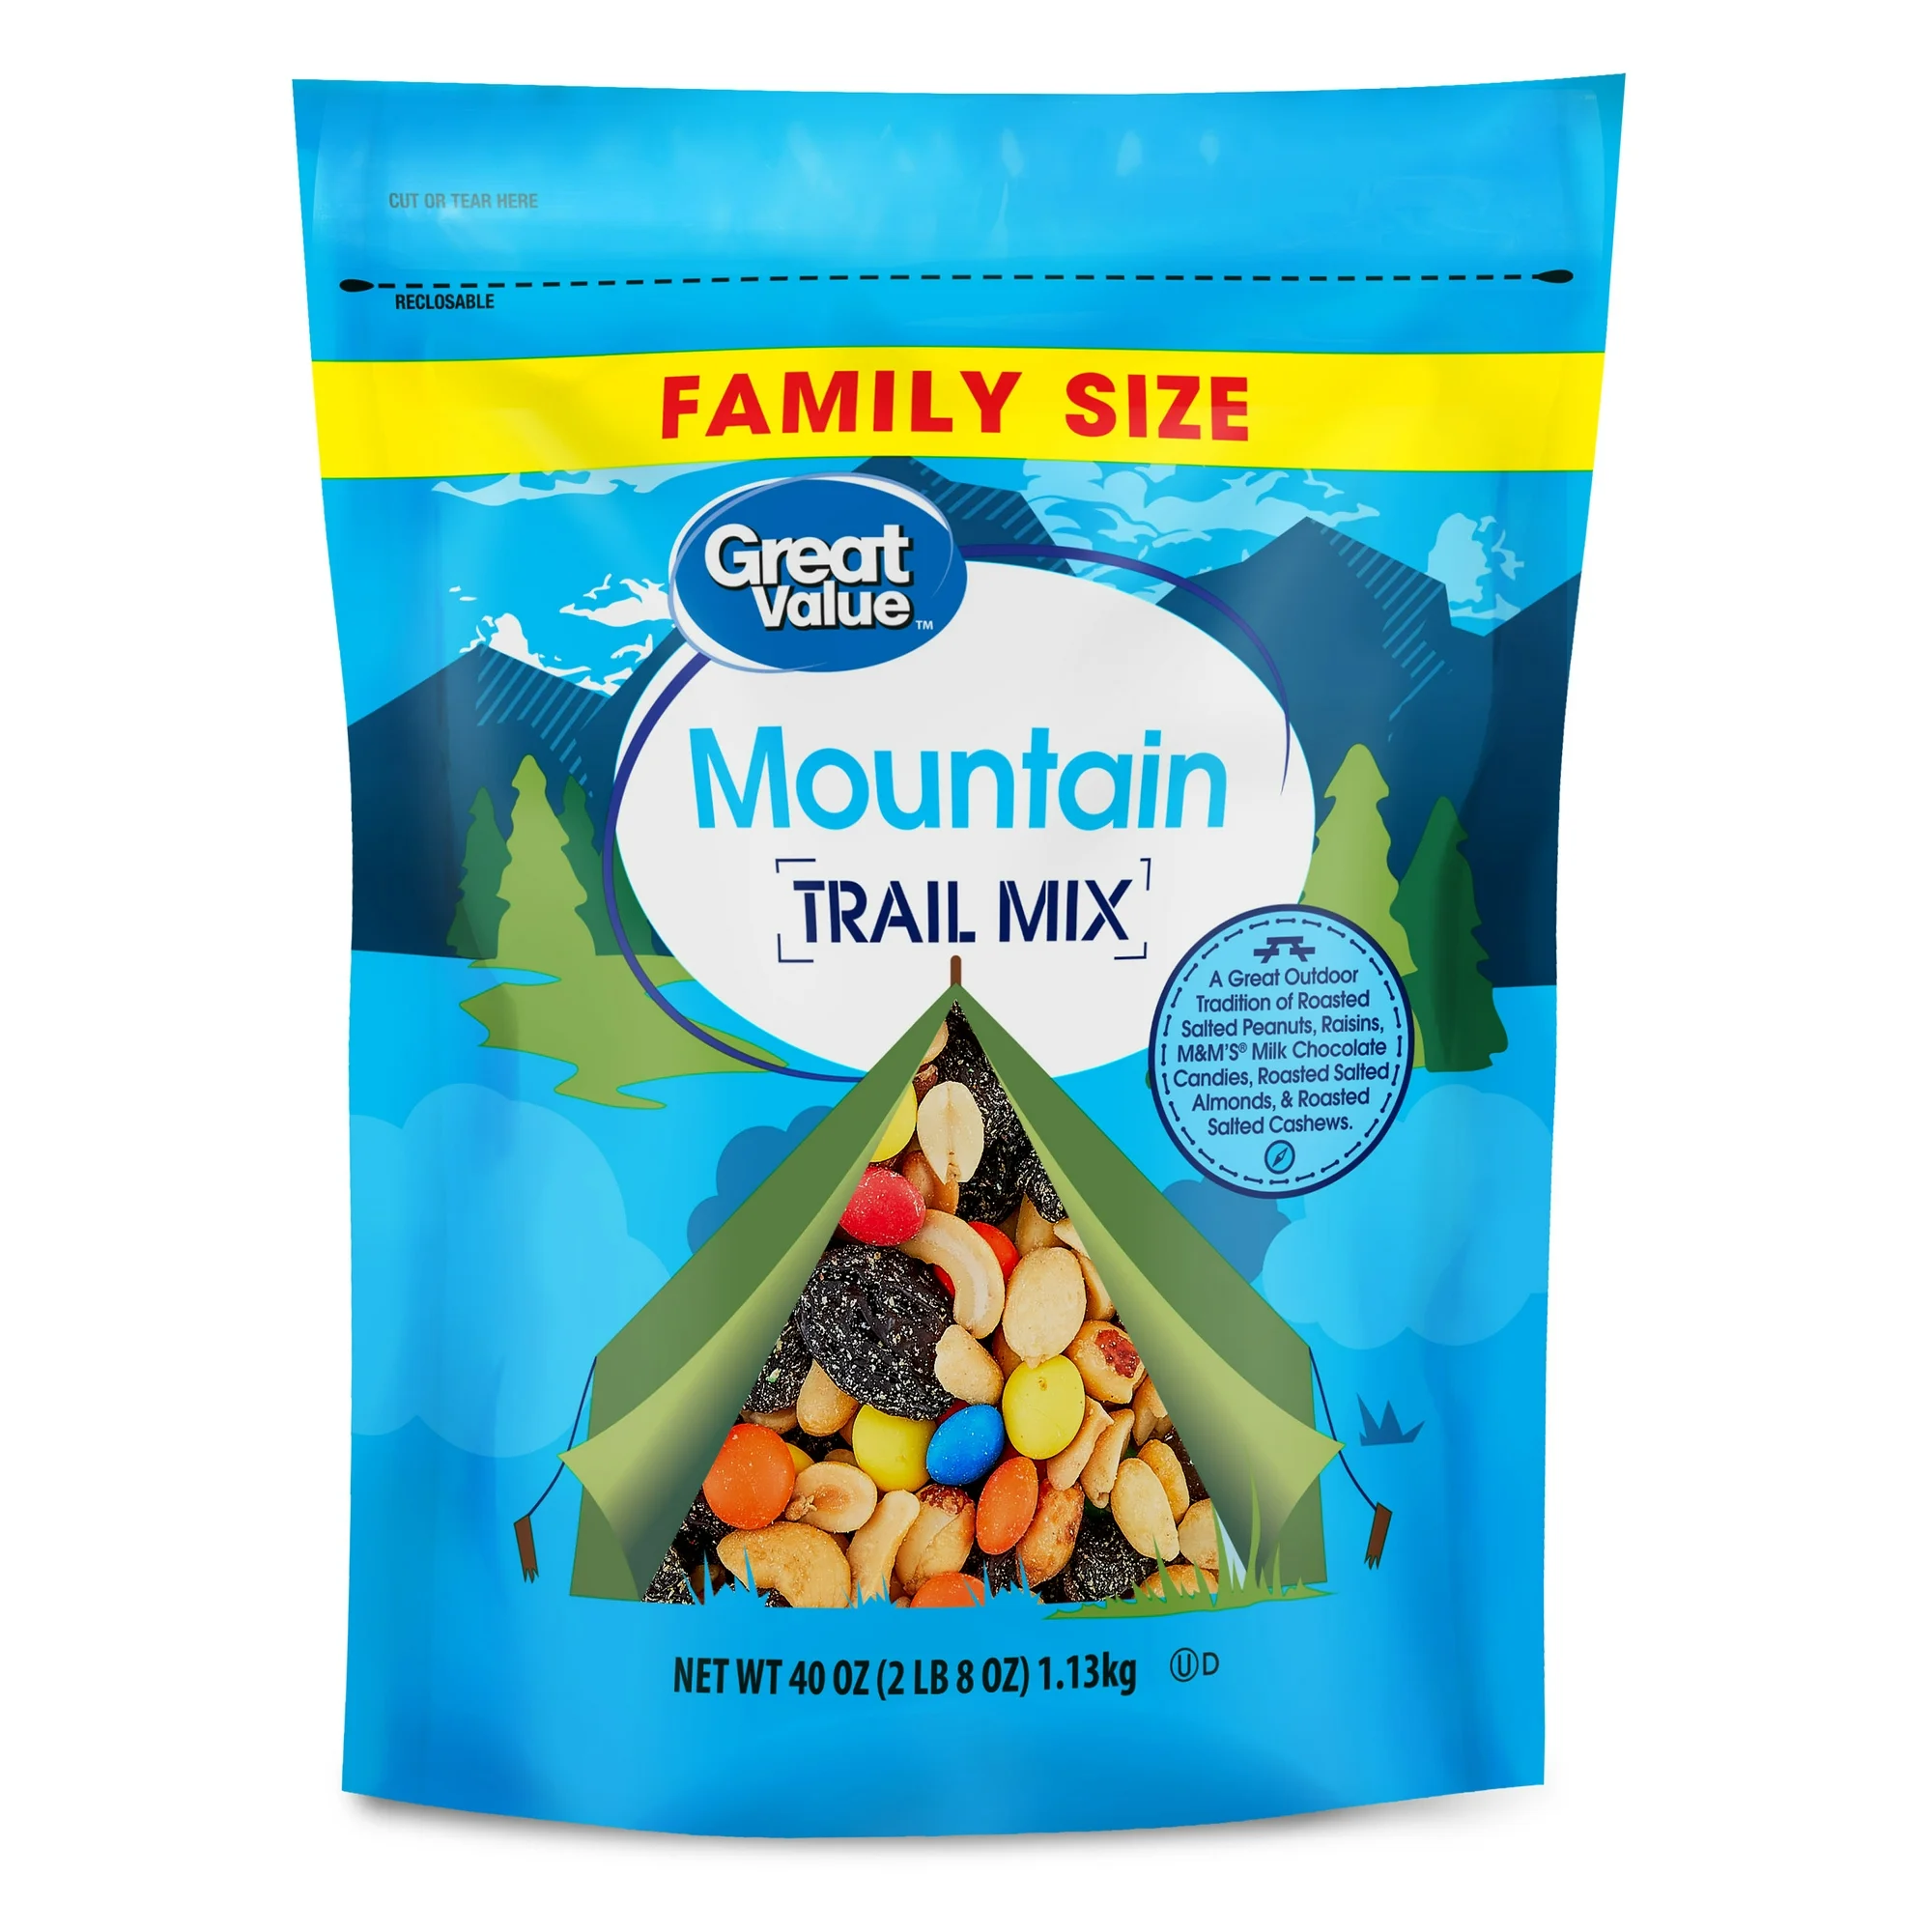 CUT OR TEAR HERE
RECLOSABLE
FAMILY SIZE
Great
Value™
Mountain
TRAIL MIX
A Great Outdoor
Tradition of Roasted
Salted Peanuts, Raisins,
M&M'S® Milk Chocolate
Candies, Roasted Salted
Almonds, & Roasted
Salted Cashews.
NET WT 40 OZ (2 LB 8 OZ) 1.13kg ⓊD